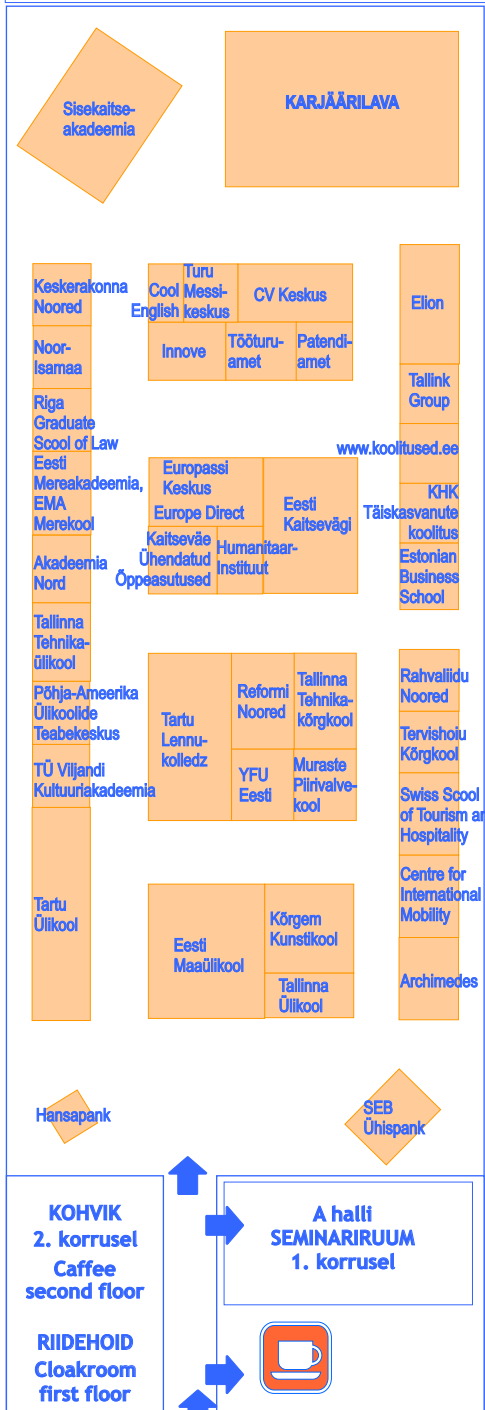 Sisekaitse-
akadeemia
KARJÄÄRILAVA
Keskerakonna
Noored
Noor-
Isamaa
Riga
Graduate
Scool of Law
Eesti
Mereakadeemia,
EMA
Merekool
Akadeemia
Nord
Tallinna
Tehnika-
ülikool
Põhja-Ameerika
Ülikoolide
Teabekeskus
TÜ Viljandi
Kultuuriakadeemia
Tartu
Ülikool
Cool
English
Turu
Messi-
keskus
CV Keskus
Innove
Tööturu-
amet
Patendi-
amet
Europassi
Keskus
Europe Direct
Eesti
Kaitsevägi
Kaitseväe
Ühendatud
Õppeasutused
Humanitaar-
Instituut
Tartu
Lennu-
kolledz
Reformi
Noored
Tallinna
Tehnika-
kõrgkool
YFU
Eesti
Muraste
Piirivalve-
kool
Eesti
Maaülikool
Kõrgem
Kunstikool
Tallinna
Ülikool
Elion
Tallink
Group
www.koolitused.ee
KHK
Täiskasvanute
koolitus
Estonian
Business
School
Rahvaliidu
Noored
Tervishoiu
Kõrgkool
Swiss Scool
of Tourism an
Hospitality
Centre for
International
Mobility
Archimedes
Hansapank
SEB
Ühispank
KOHVIK
2. korrusel
Caffee
second floor
RIIDEHOID
Cloakroom
first floor
A halli
SEMINARIRUUM
1. korrusel